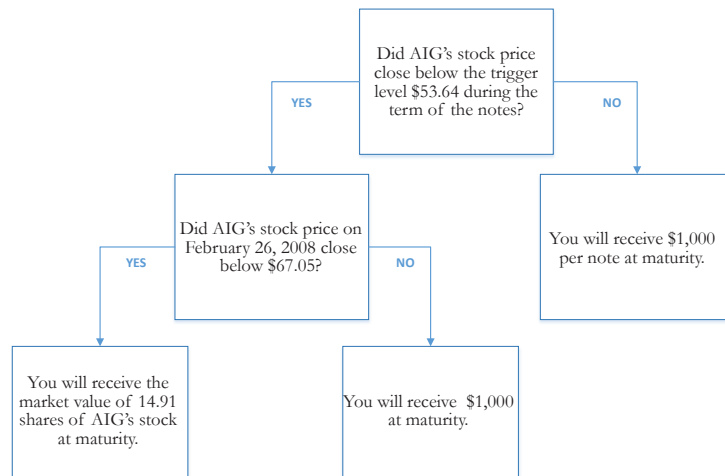 Did AIG's stock price
close below the trigger
level $53.64 during the
term of the notes?
YES
NO
Did AIG's stock price on
February 26, 2008 close
below $67.05?
You will receive $1,000
per note at maturity.
YES
NO
You will receive the
market value of 14.91
shares of AIG's stock
at maturity.
You will receive $1,000
at maturity.